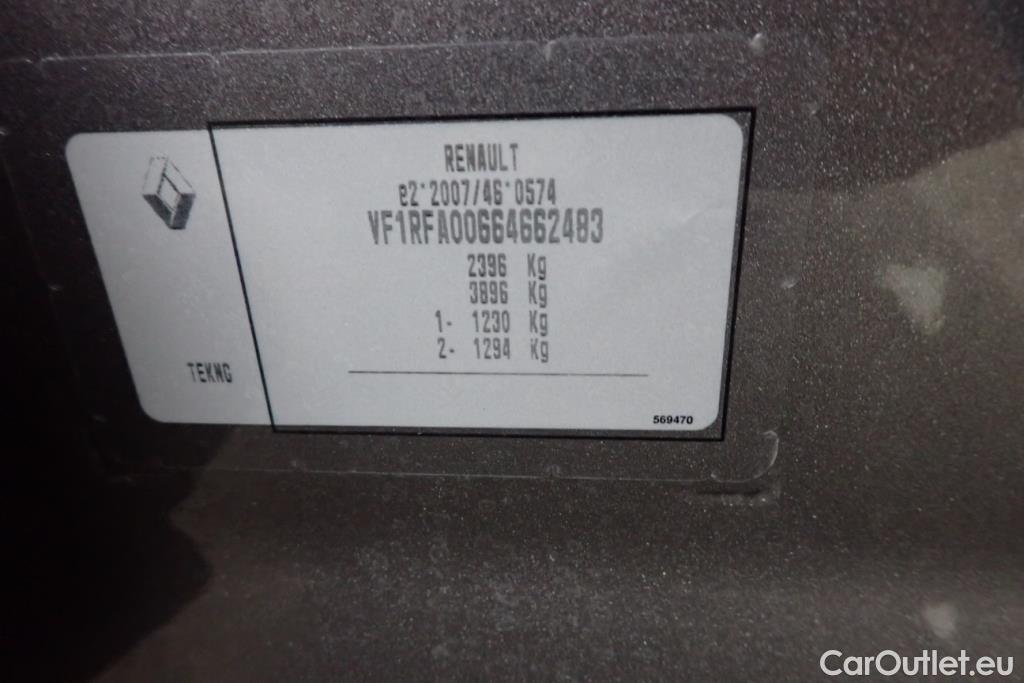 RENAULT
e2*2007/46*0574
VF1RFA00664662483
2396 Kg
3896 Kg
1- 1230 Kg
2- 1294 Kg
TEKNG
569470
CarOutlet.eu